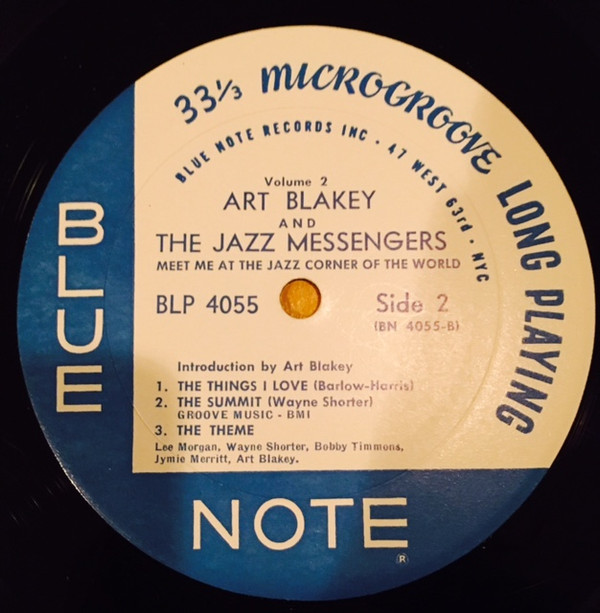 33⅓ MICROGROOVE LONG PLAYING
BLUE NOTE RECORDS INC · 47 WEST 63rd · NYC
Volume 2
ART BLAKEY
AND
THE JAZZ MESSENGERS
MEET ME AT THE JAZZ CORNER OF THE WORLD
BLP 4055
Side 2
(BN 4055-B)
Introduction by Art Blakey
1. THE THINGS I LOVE (Barlow-Harris)
2. THE SUMMIT (Wayne Shorter)
GROOVE MUSIC - BMI
3. THE THEME
Lee Morgan, Wayne Shorter, Bobby Timmons,
Jymie Merritt, Art Blakey.
BLUE
NOTE
®